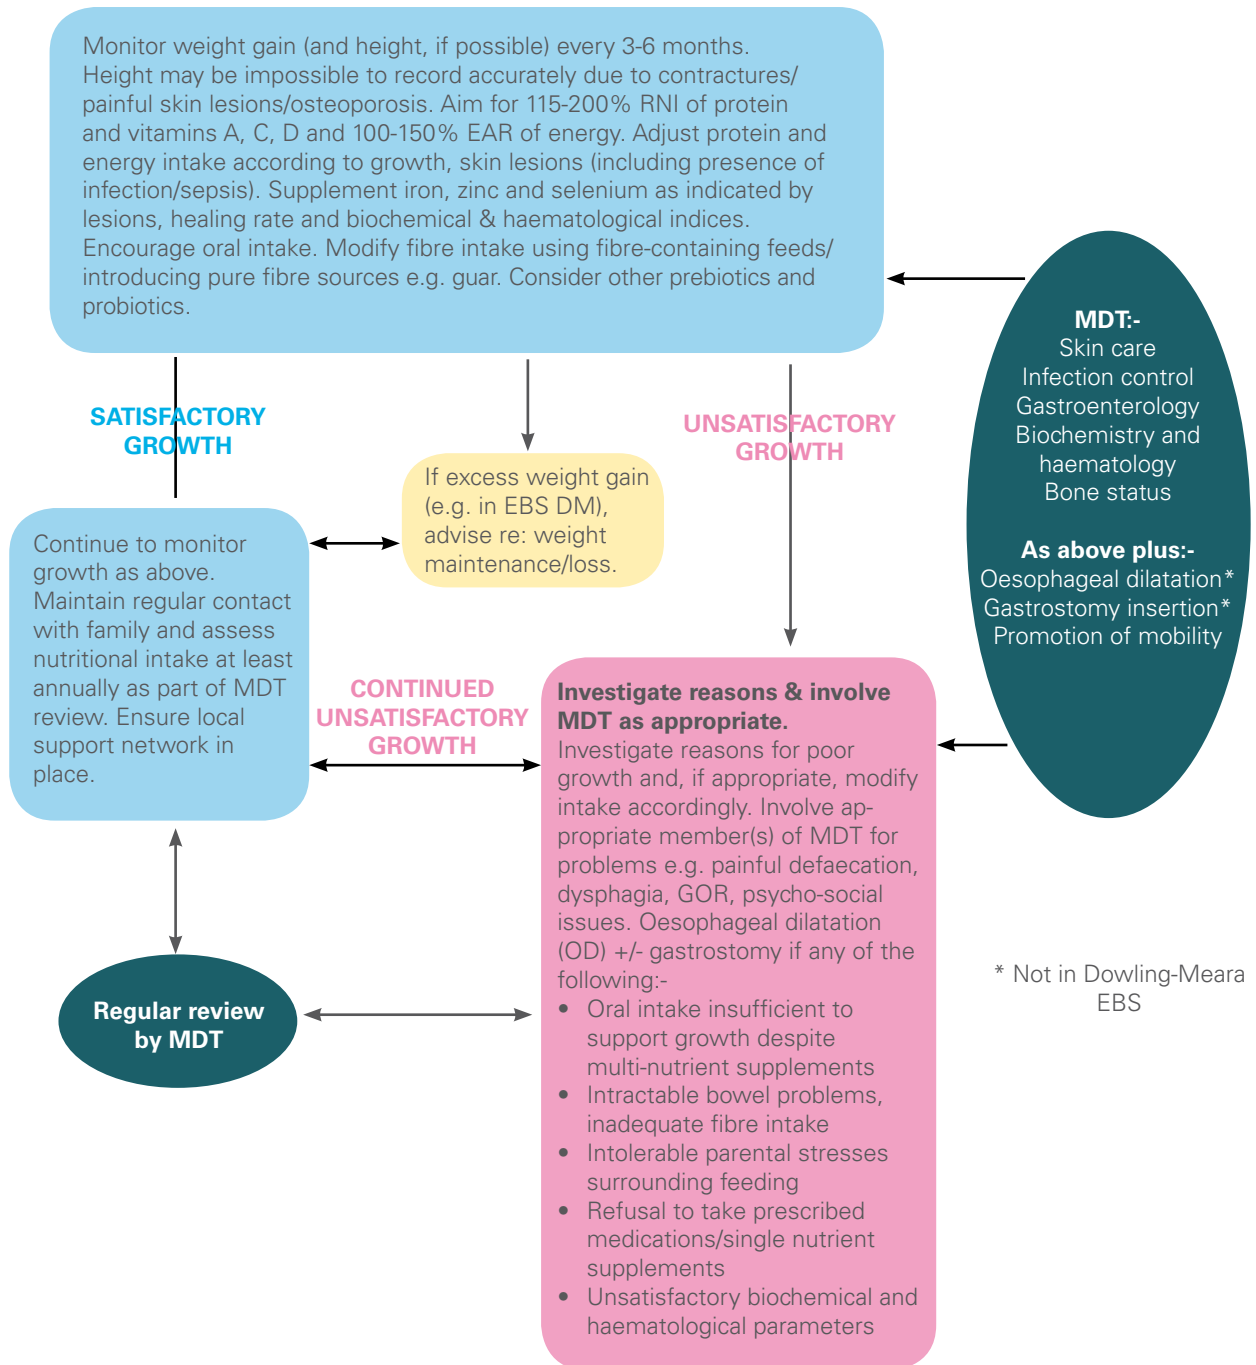 Monitor weight gain (and height, if possible) every 3-6 months.
Height may be impossible to record accurately due to contractures/
painful skin lesions/osteoporosis. Aim for 115-200% RNI of protein
and vitamins A, C, D and 100-150% EAR of energy. Adjust protein and
energy intake according to growth, skin lesions (including presence of
infection/sepsis). Supplement iron, zinc and selenium as indicated by
lesions, healing rate and biochemical & haematological indices.
Encourage oral intake. Modify fibre intake using fibre-containing feeds/
introducing pure fibre sources e.g. guar. Consider other prebiotics and
probiotics.
MDT:-
Skin care
Infection control
Gastroenterology
Biochemistry and
haematology
Bone status
As above plus:-
Oesophageal dilatation*
Gastrostomy insertion*
Promotion of mobility
SATISFACTORY
GROWTH
UNSATISFACTORY
GROWTH
If excess weight gain
(e.g. in EBS DM),
advise re: weight
maintenance/loss.
Continue to monitor
growth as above.
Maintain regular contact
with family and assess
nutritional intake at least
annually as part of MDT
review. Ensure local
support network in
place.
CONTINUED
UNSATISFACTORY
GROWTH
Investigate reasons & involve
MDT as appropriate.
Investigate reasons for poor
growth and, if appropriate, modify
intake accordingly. Involve ap-
propriate member(s) of MDT for
problems e.g. painful defaecation,
dysphagia, GOR, psycho-social
issues. Oesophageal dilatation
(OD) +/- gastrostomy if any of the
following:-
• Oral intake insufficient to
support growth despite
multi-nutrient supplements
• Intractable bowel problems,
inadequate fibre intake
• Intolerable parental stresses
surrounding feeding
• Refusal to take prescribed
medications/single nutrient
supplements
• Unsatisfactory biochemical and
haematological parameters
Regular review
by MDT
* Not in Dowling-Meara
EBS